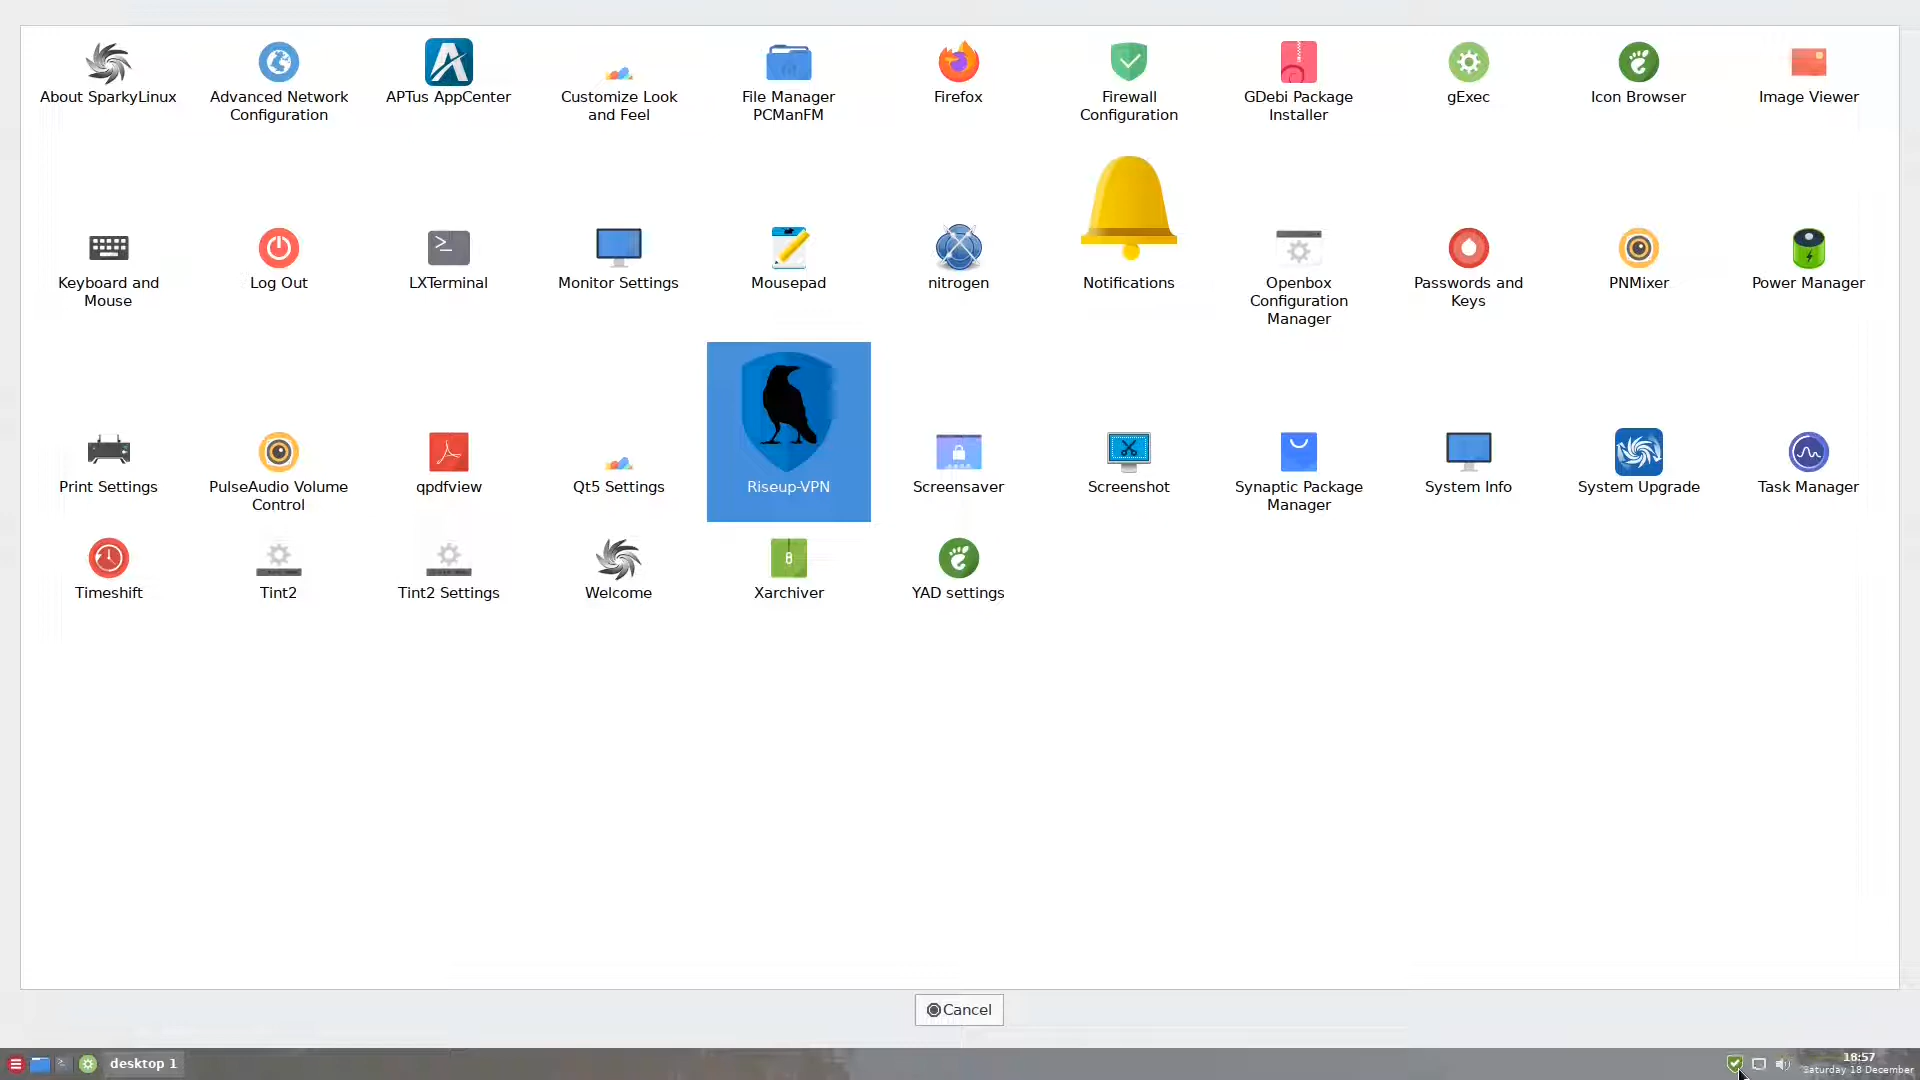 About SparkyLinux
Advanced Network
Configuration
APTus AppCenter
Customize Look
and Feel
File Manager
PCManFM
Firefox
Firewall
Configuration
GDebi Package
Installer
gExec
Icon Browser
Image Viewer
Keyboard and
Mouse
Log Out
LXTerminal
Monitor Settings
Mousepad
nitrogen
Notifications
Openbox
Configuration
Manager
Passwords and
Keys
PNMixer
Power Manager
Print Settings
PulseAudio Volume
Control
qpdfview
Qt5 Settings
Riseup-VPN
Screensaver
Screenshot
Synaptic Package
Manager
System Info
System Upgrade
Task Manager
Timeshift
Tint2
Tint2 Settings
Welcome
Xarchiver
YAD settings
Cancel
desktop 1
18:57
Saturday 18 December